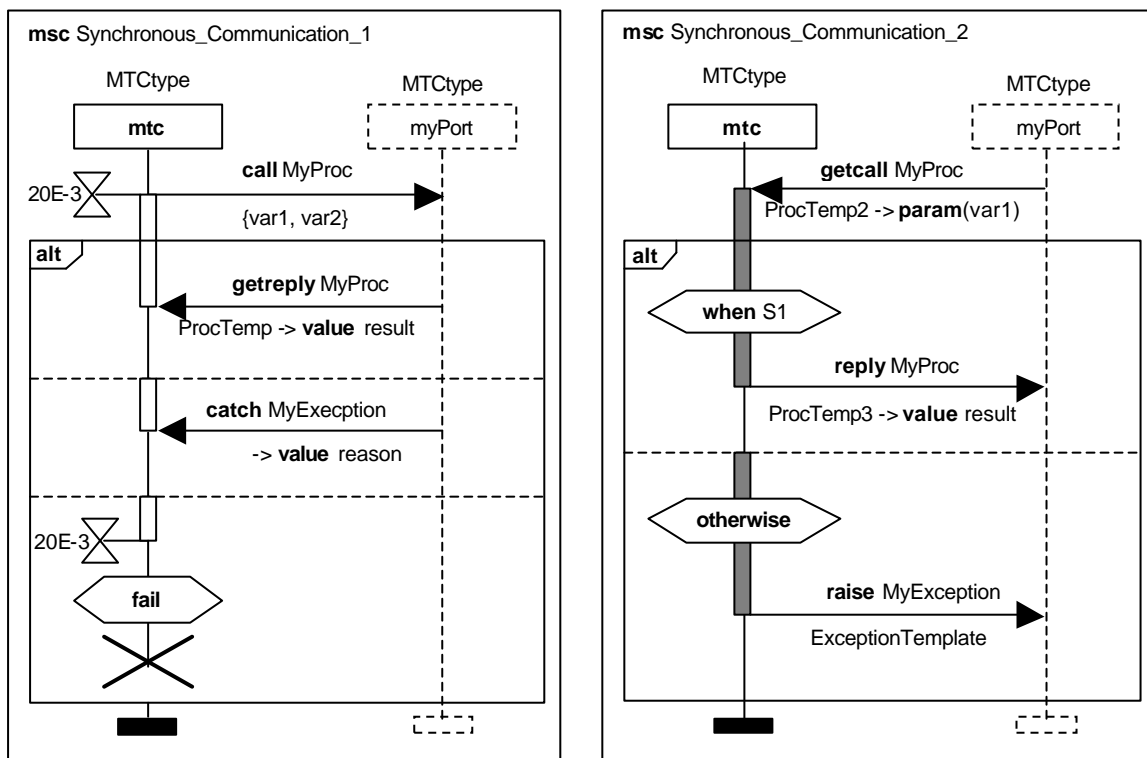 msc Synchronous_Communication_1
MTCtype
MTCtype
mtc
myPort
20E-3
call MyProc
{var1, var2}
alt
getreply MyProc
ProcTemp -> value result
catch MyExecption
-> value reason
20E-3
fail
msc Synchronous_Communication_2
MTCtype
MTCtype
mtc
myPort
getcall MyProc
ProcTemp2 -> param(var1)
alt
when S1
reply MyProc
ProcTemp3 -> value result
otherwise
raise MyException
ExceptionTemplate